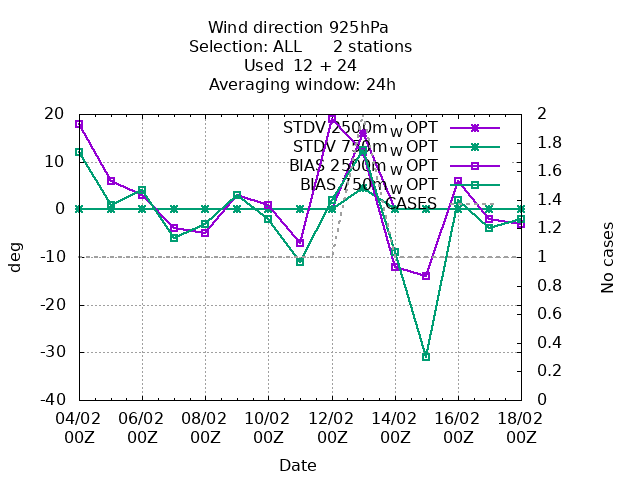 Wind direction 925hPa
Selection: ALL 2 stations
Used 12 + 24
Averaging window: 24h
STDV 2500m_W OPT
STDV 750m_W OPT
BIAS 2500m_W OPT
BIAS 750m_W OPT
CASES
20
10
0
-10
-20
-30
-40
deg
2
1.8
1.6
1.4
1.2
1
0.8
0.6
0.4
0.2
0
No cases
04/02 06/02 08/02 10/02 12/02 14/02 16/02 18/02
00Z 00Z 00Z 00Z 00Z 00Z 00Z 00Z
Date